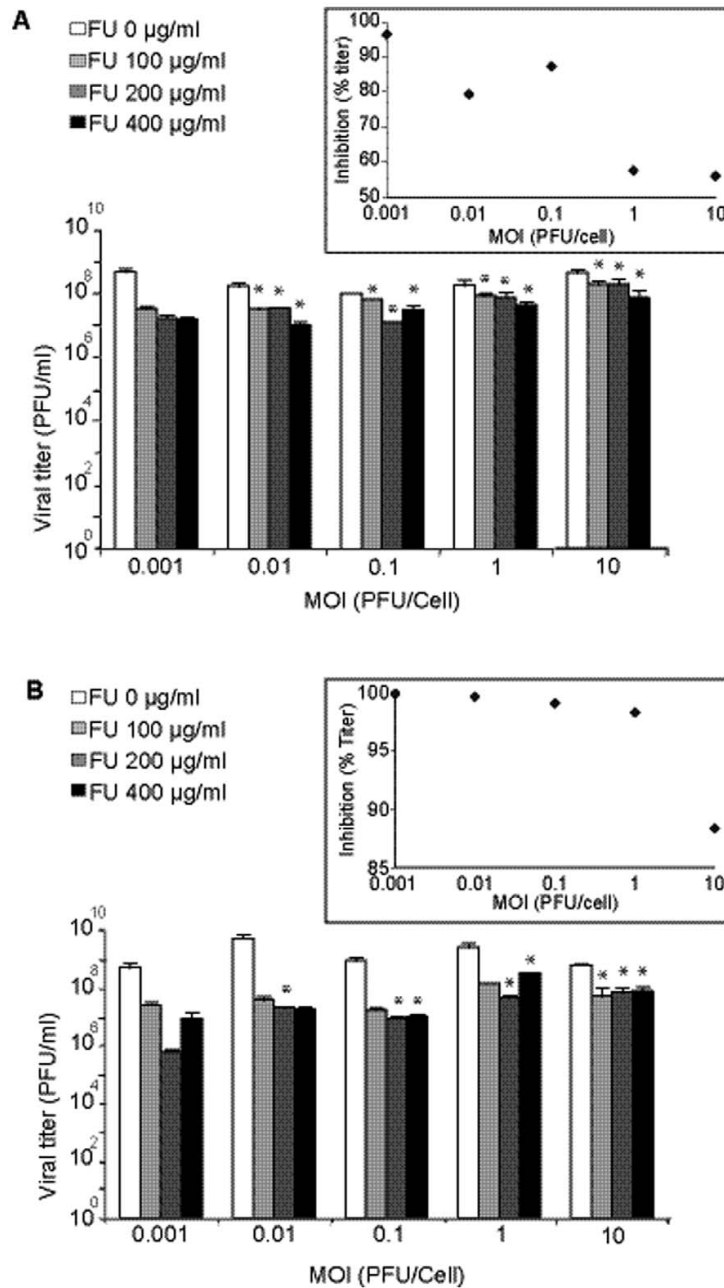 A
FU 0 µg/ml
FU 100 µg/ml
FU 200 µg/ml
FU 400 µg/ml
Inhibition (% titer)
100
90
80
70
60
50
0.001 0.01 0.1 1 10
MOI (PFU/cell)
Viral titer (PFU/ml)
10^10
10^8
10^6
10^4
10^2
10^0
* * *
* * *
* * *
* * *
0.001 0.01 0.1 1 10
MOI (PFU/Cell)
B
FU 0 µg/ml
FU 100 µg/ml
FU 200 µg/ml
FU 400 µg/ml
Inhibition (% Titer)
100
95
90
85
0.001 0.01 0.1 1 10
MOI (PFU/cell)
Viral titer (PFU/ml)
10^10
10^8
10^6
10^4
10^2
10^0
*
* *
* *
* * *
0.001 0.01 0.1 1 10
MOI (PFU/Cell)